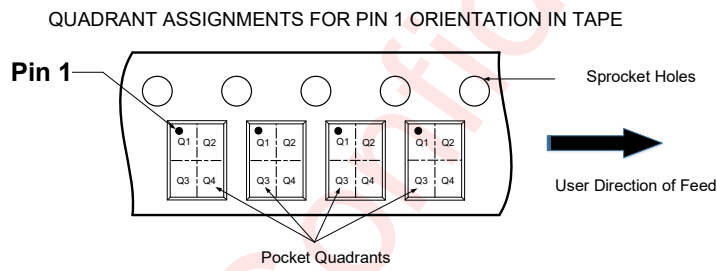 QUADRANT ASSIGNMENTS FOR PIN 1 ORIENTATION IN TAPE
Pin 1
Sprocket Holes
Q1 Q2 Q1 Q2 Q1 Q2 Q1 Q2
Q3 Q4 Q3 Q4 Q3 Q4 Q3 Q4
User Direction of Feed
Pocket Quadrants
Confid